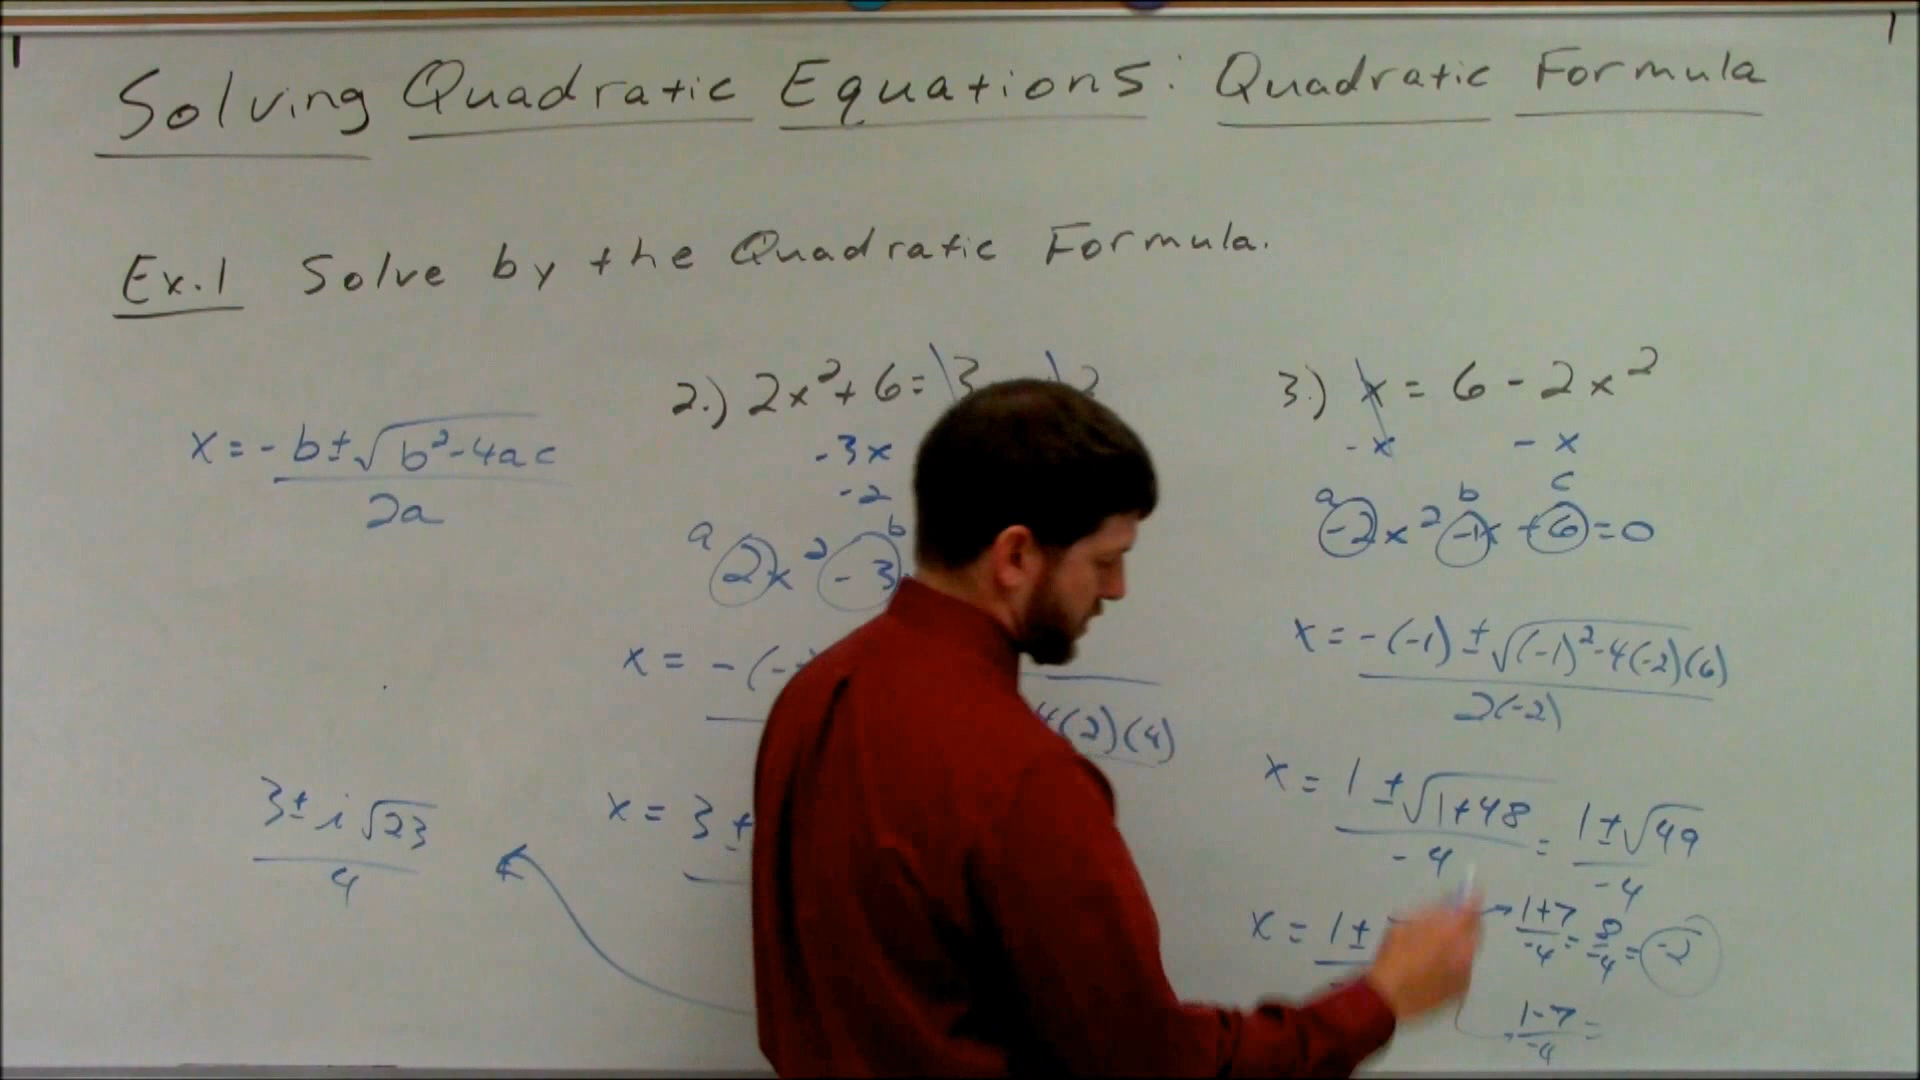 Solving Quadratic Equations: Quadratic Formula
Ex.1 Solve by the Quadratic Formula.
x = -b ± √(b² - 4ac)
2a
3 ± i√23
4
2.) 2x² + 6 = 3
-3x
-2
a b
2x² - 3
x = -(-
4(2)(4)
x = 3 ±
3.) x = 6 - 2x²
-x - x
a b c
-2x² -1x +6 = 0
x = -(-1) ± √((-1)² - 4(-2)(6))
2(-2)
x = 1 ± √(1+48) = 1 ± √49
-4 -4
x = 1 ±
1+7 = 8 = -2
-4 -4
1-7 =
-4